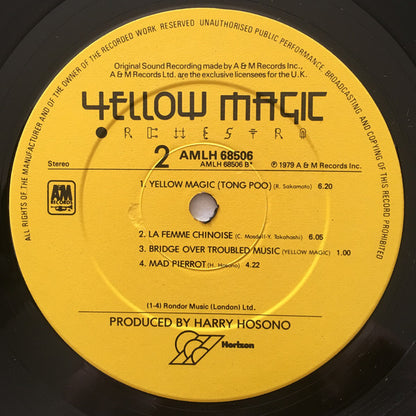 ALL RIGHTS OF THE MANUFACTURER AND OF THE OWNER OF THE RECORDED WORK RESERVED UNAUTHORISED PUBLIC PERFORMANCE, BROADCASTING AND COPYING OF THIS RECORD PROHIBITED
Original Sound Recording made by A & M Records Inc.,
A & M Records Ltd. are the exclusive licensees for the U.K.
YELLOW MAGIC
ORCHESTRA
2 AMLH 68506
Stereo AMLH 68506 B* ℗ 1979 A & M Records Inc.
A&M
RECORDS
1. YELLOW MAGIC (TONG POO) (R. Sakamoto) 6.20
2. LA FEMME CHINOISE (C. Mosdell-Y. Takahashi) 6.05
3. BRIDGE OVER TROUBLED MUSIC (YELLOW MAGIC) 1.00
4. MAD PIERROT (H. Hosono) 4.22
(1-4) Rondor Music (London) Ltd.
PRODUCED BY HARRY HOSONO
Horizon